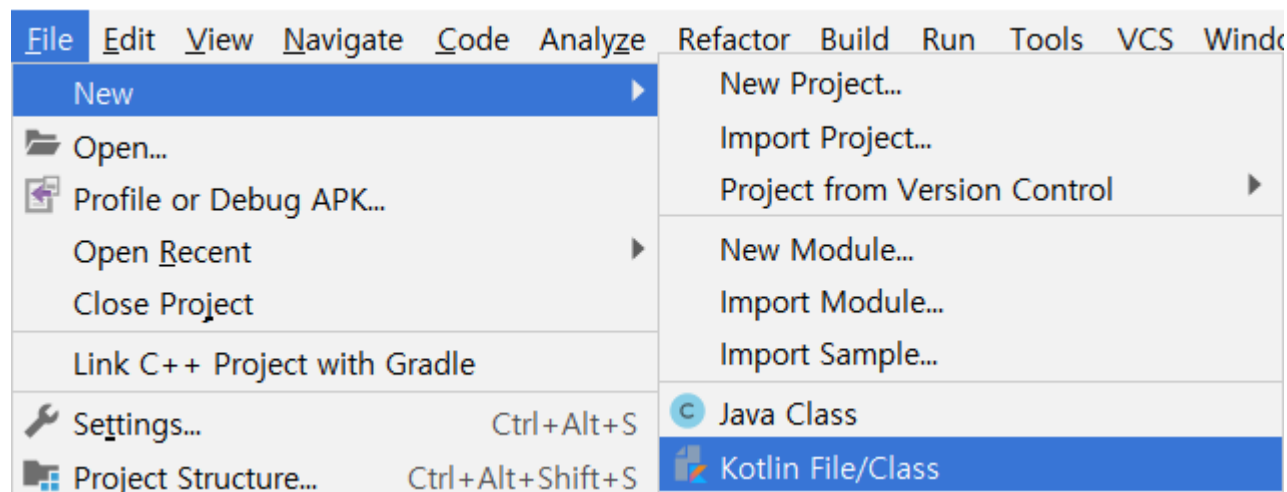 File Edit View Navigate Code Analyze Refactor Build Run Tools VCS
New
Open...
Profile or Debug APK...
Open Recent
Close Project
Link C++ Project with Gradle
Settings... Ctrl+Alt+S
Project Structure... Ctrl+Alt+Shift+S
New Project...
Import Project...
Project from Version Control
New Module...
Import Module...
Import Sample...
C Java Class
Kotlin File/Class